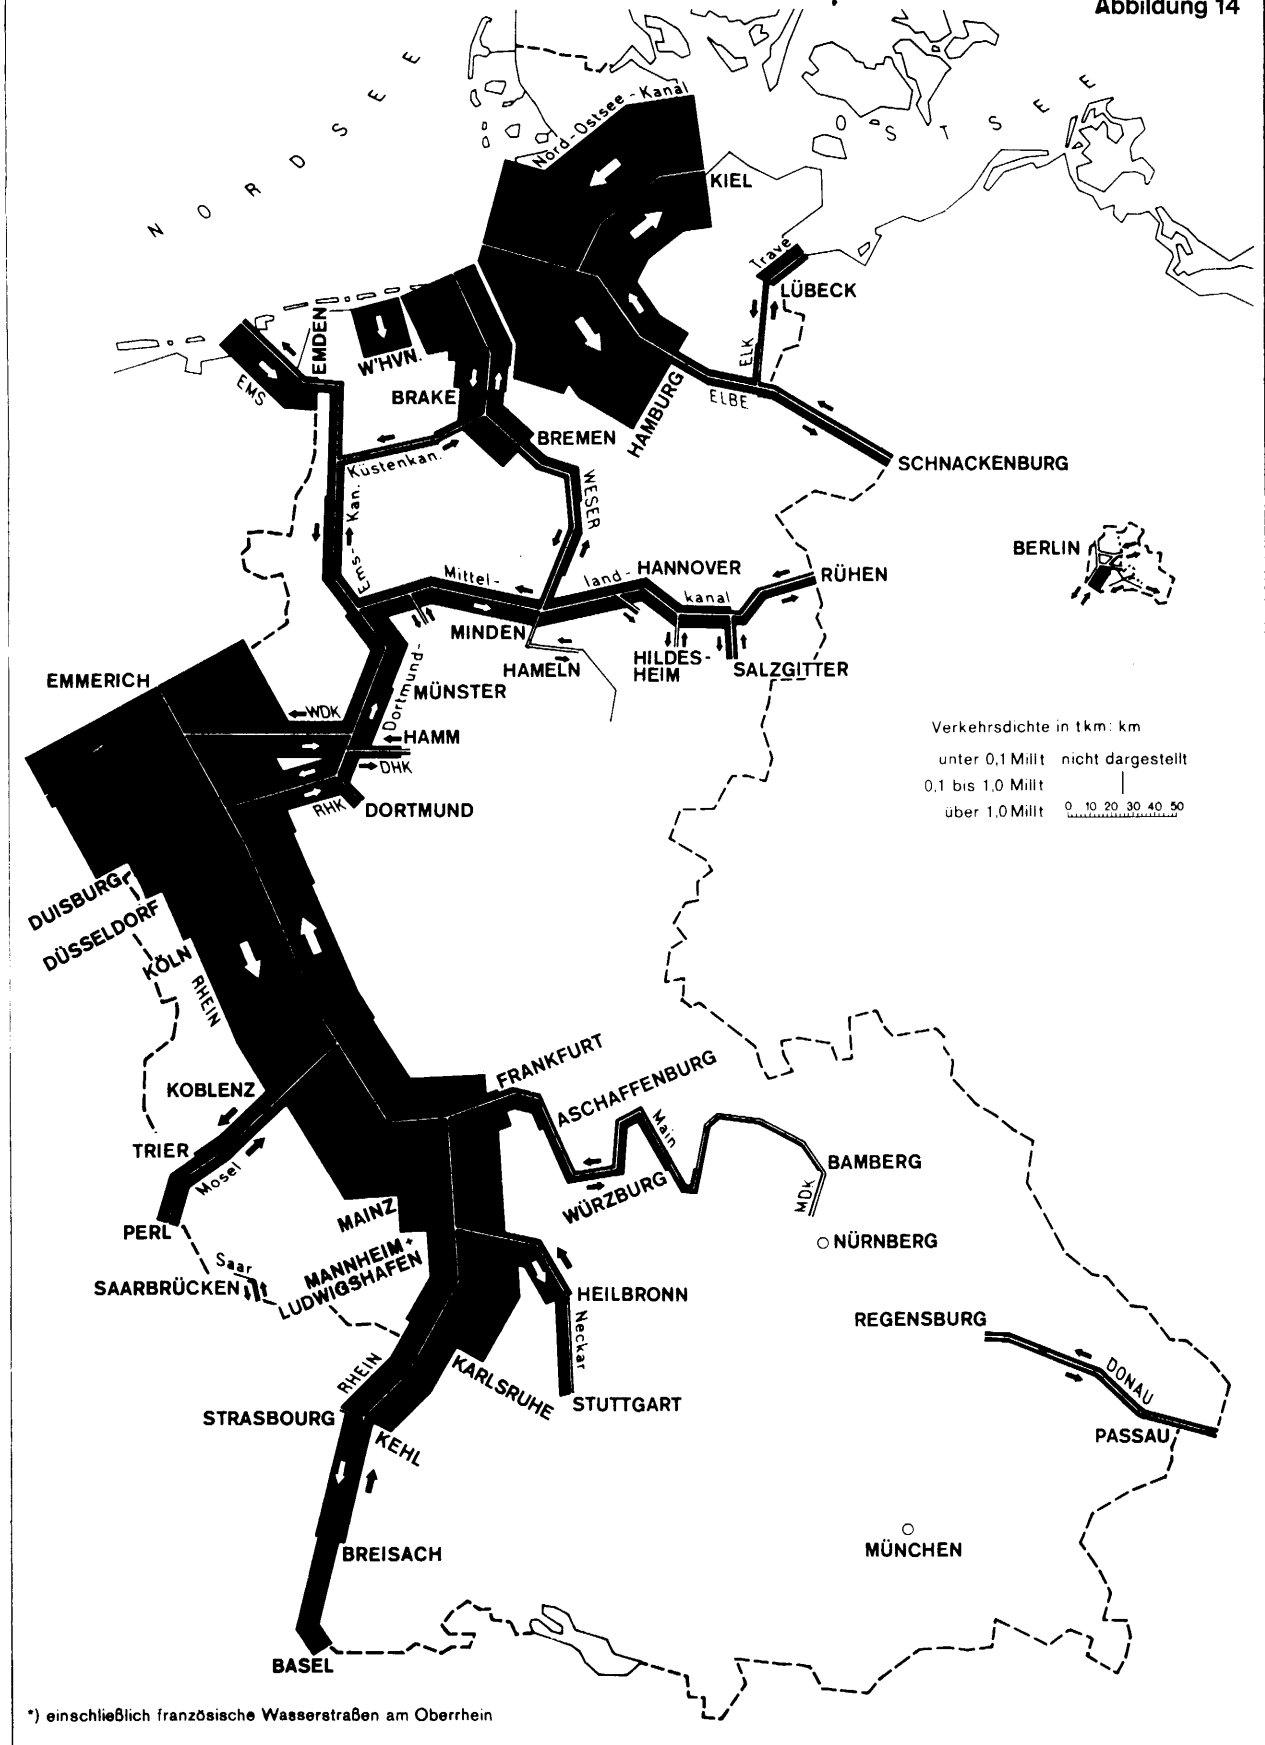 Abbildung 14
NORDSEE
OSTSEE
Nord-Ostsee-Kanal
KIEL
Trave
LÜBECK
EMDEN
W'HVN.
EMS
BRAKE
ELK
ELBE
HAMBURG
BREMEN
SCHNACKENBURG
Küstenkan.
WESER
Ems-Kan.
BERLIN
Mittel-land-kanal
HANNOVER
RÜHEN
MINDEN
HAMELN
HILDES-
HEIM
SALZGITTER
EMMERICH
MÜNSTER
Dortmund-
WDK
HAMM
DHK
RHK
DORTMUND
Verkehrsdichte in tkm: km
unter 0,1 Mill t nicht dargestellt
0,1 bis 1,0 Mill t
über 1,0 Mill t 0 10 20 30 40 50
DUISBURG
DÜSSELDORF
KÖLN
RHEIN
KOBLENZ
FRANKFURT
ASCHAFFENBURG
Main
TRIER
Mosel
BAMBERG
MDK
WÜRZBURG
MAINZ
PERL
NÜRNBERG
Saar
SAARBRÜCKEN
MANNHEIM+
LUDWIGSHAFEN
HEILBRONN
Neckar
REGENSBURG
DONAU
RHEIN
KARLSRUHE
STRASBOURG
STUTTGART
KEHL
PASSAU
BREISACH
MÜNCHEN
BASEL
*) einschließlich französische Wasserstraßen am Oberrhein